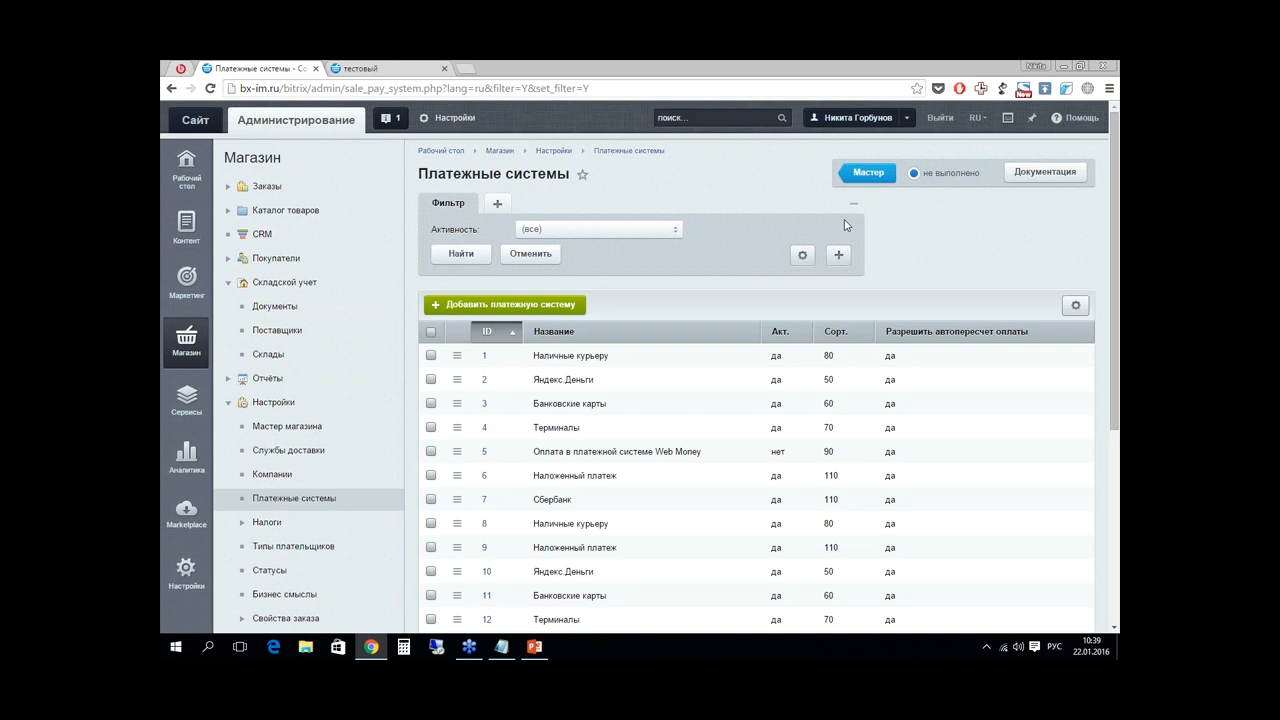 Платежные системы - Сс
тестовый
Nikita
bx-im.ru/bitrix/admin/sale_pay_system.php?lang=ru&filter=Y&set_filter=Y
New
Сайт
Администрирование
1
Настройки
поиск...
Никита Горбунов
Выйти
RU
Помощь
Рабочий стол
Контент
Маркетинг
Магазин
Сервисы
Аналитика
Marketplace
Настройки
Магазин
Заказы
Каталог товаров
CRM
Покупатели
Складской учет
Документы
Поставщики
Склады
Отчёты
Настройки
Мастер магазина
Службы доставки
Компании
Платежные системы
Налоги
Типы плательщиков
Статусы
Бизнес смыслы
Свойства заказа
Рабочий стол Магазин Настройки Платежные системы
Платежные системы
Мастер
не выполнено
Документация
Фильтр
Активность: (все)
Найти Отменить
+ Добавить платежную систему
ID Название Акт. Сорт. Разрешить автопересчет оплаты
1 Наличные курьеру да 80 да
2 Яндекс.Деньги да 50 да
3 Банковские карты да 60 да
4 Терминалы да 70 да
5 Оплата в платежной системе Web Money нет 90 да
6 Наложенный платеж да 110 да
7 Сбербанк да 110 да
8 Наличные курьеру да 80 да
9 Наложенный платеж да 110 да
10 Яндекс.Деньги да 50 да
11 Банковские карты да 60 да
12 Терминалы да 70 да
РУС
10:39
22.01.2016